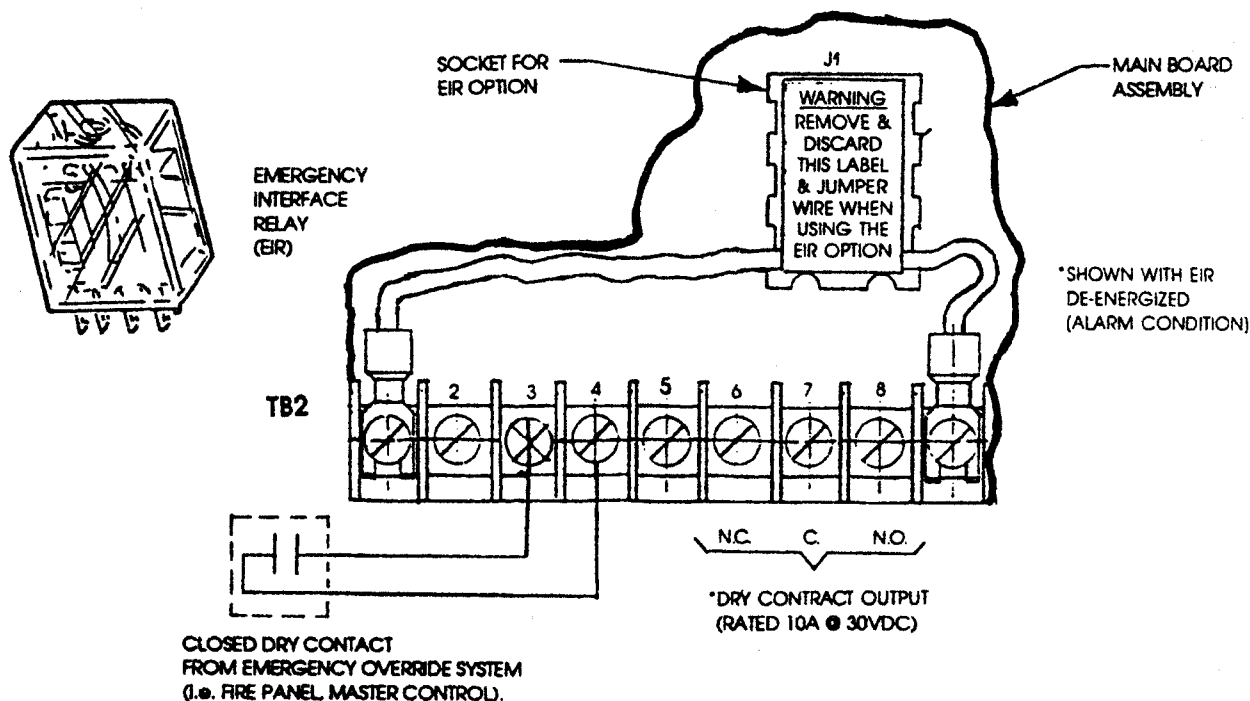 SOCKET FOR
EIR OPTION
J1
MAIN BOARD
ASSEMBLY
WARNING
REMOVE &
DISCARD
THIS LABEL
& JUMPER
WIRE WHEN
USING THE
EIR OPTION
EMERGENCY
INTERFACE
RELAY
(EIR)
*SHOWN WITH EIR
DE-ENERGIZED
(ALARM CONDITION)
TB2
2 3 4 5 6 7 8
N.C. C. N.O.
*DRY CONTRACT OUTPUT
(RATED 10A @ 30VDC)
CLOSED DRY CONTACT
FROM EMERGENCY OVERRIDE SYSTEM
(i.e. FIRE PANEL, MASTER CONTROL).